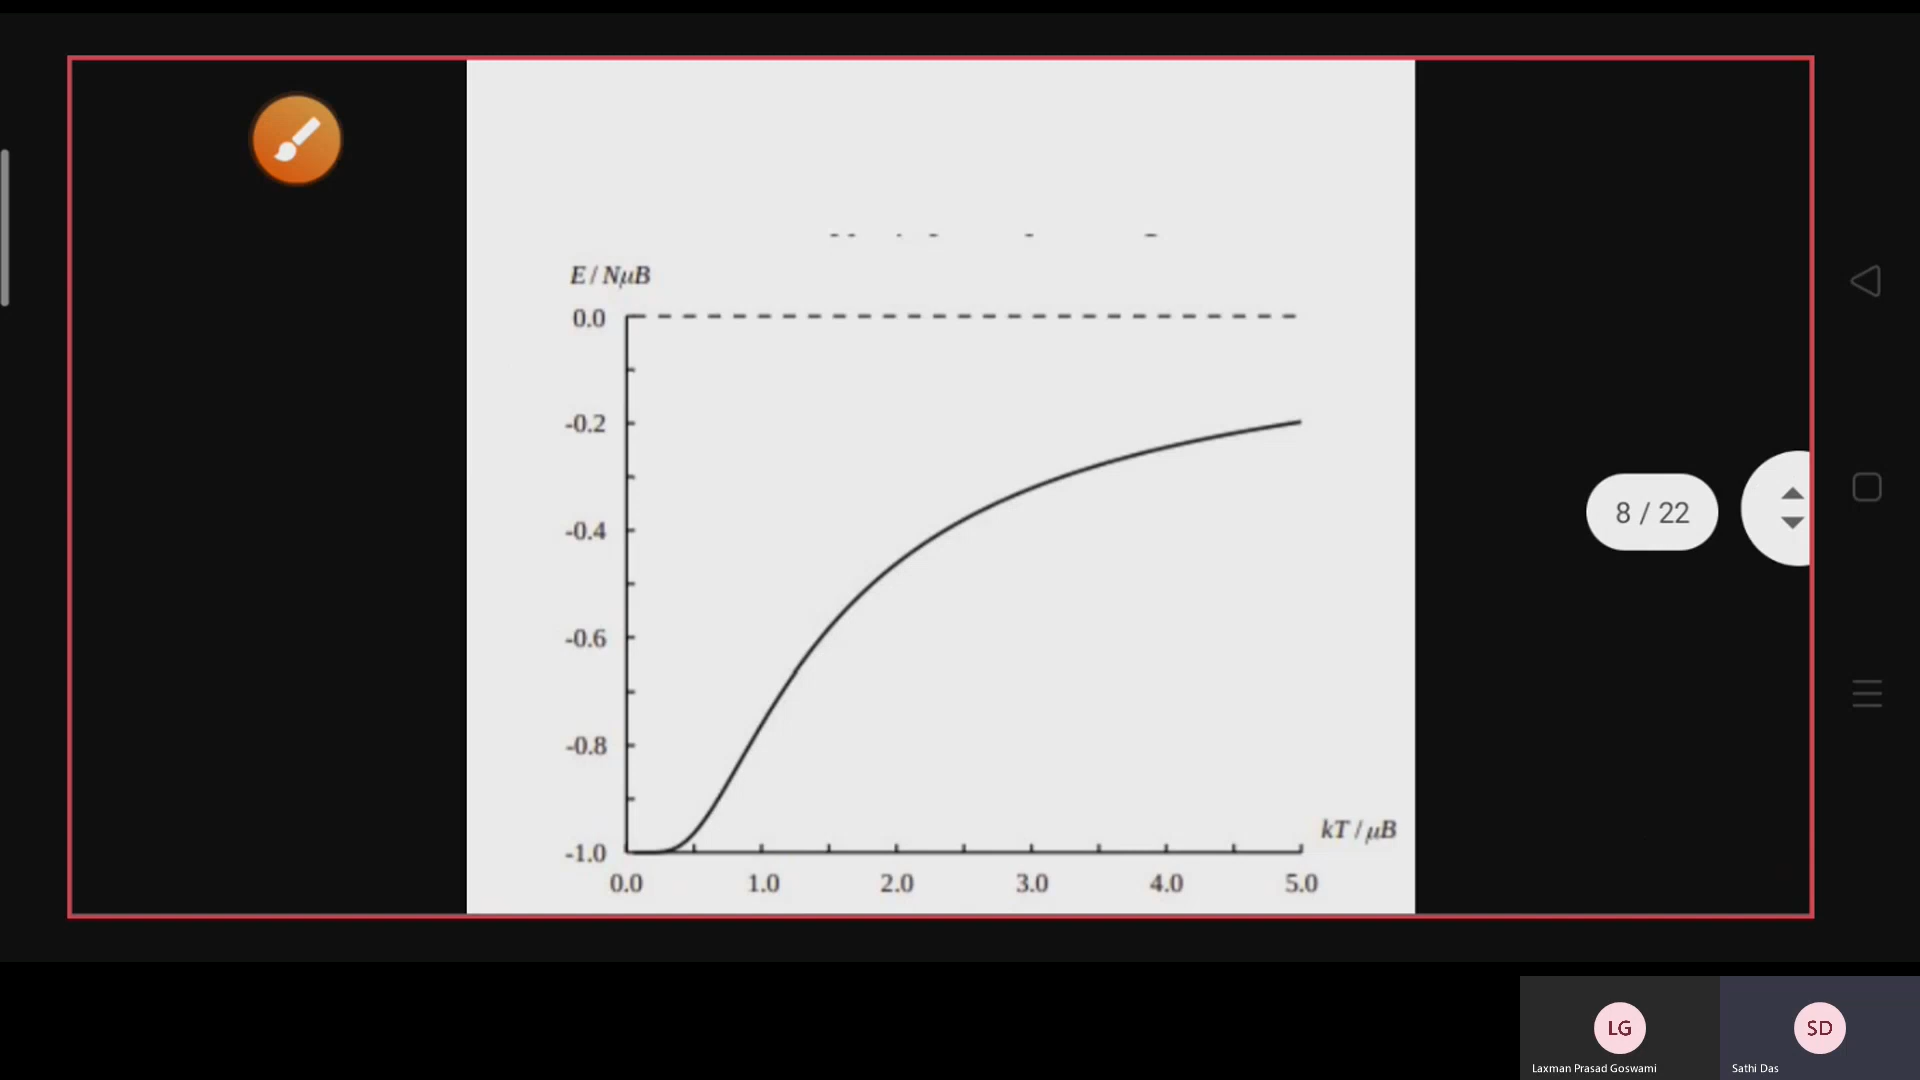 E / NμB
0.0
-0.2
-0.4
-0.6
-0.8
-1.0
kT / μB
0.0 1.0 2.0 3.0 4.0 5.0
8 / 22
LG
Laxman Prasad Goswami
SD
Sathi Das